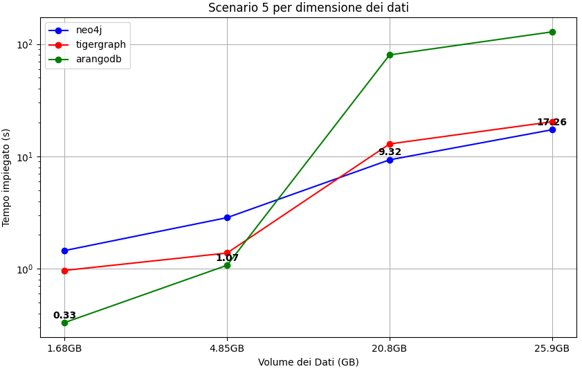 Scenario 5 per dimensione dei dati
neo4j
tigergraph
arangodb
Tempo impiegato (s)
10²
10¹
10⁰
0.33
1.07
9.32
17.26
1.68GB
4.85GB
20.8GB
25.9GB
Volume dei Dati (GB)